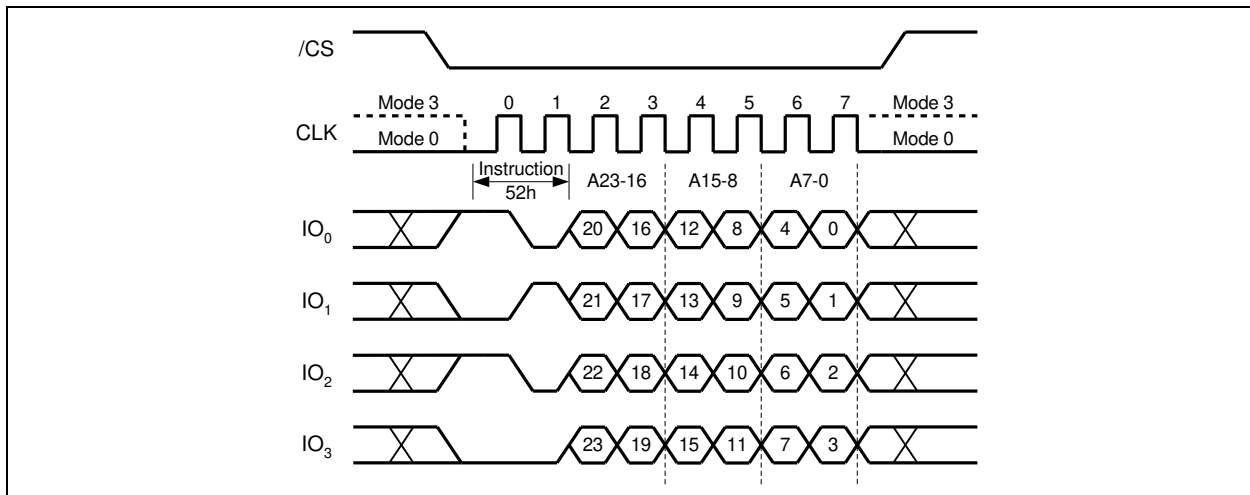 /CS
Mode 3 0 1 2 3 4 5 6 7 Mode 3
CLK Mode 0 Mode 0
Instruction
52h
A23-16 A15-8 A7-0
IO0 20 16 12 8 4 0
IO1 21 17 13 9 5 1
IO2 22 18 14 10 6 2
IO3 23 19 15 11 7 3